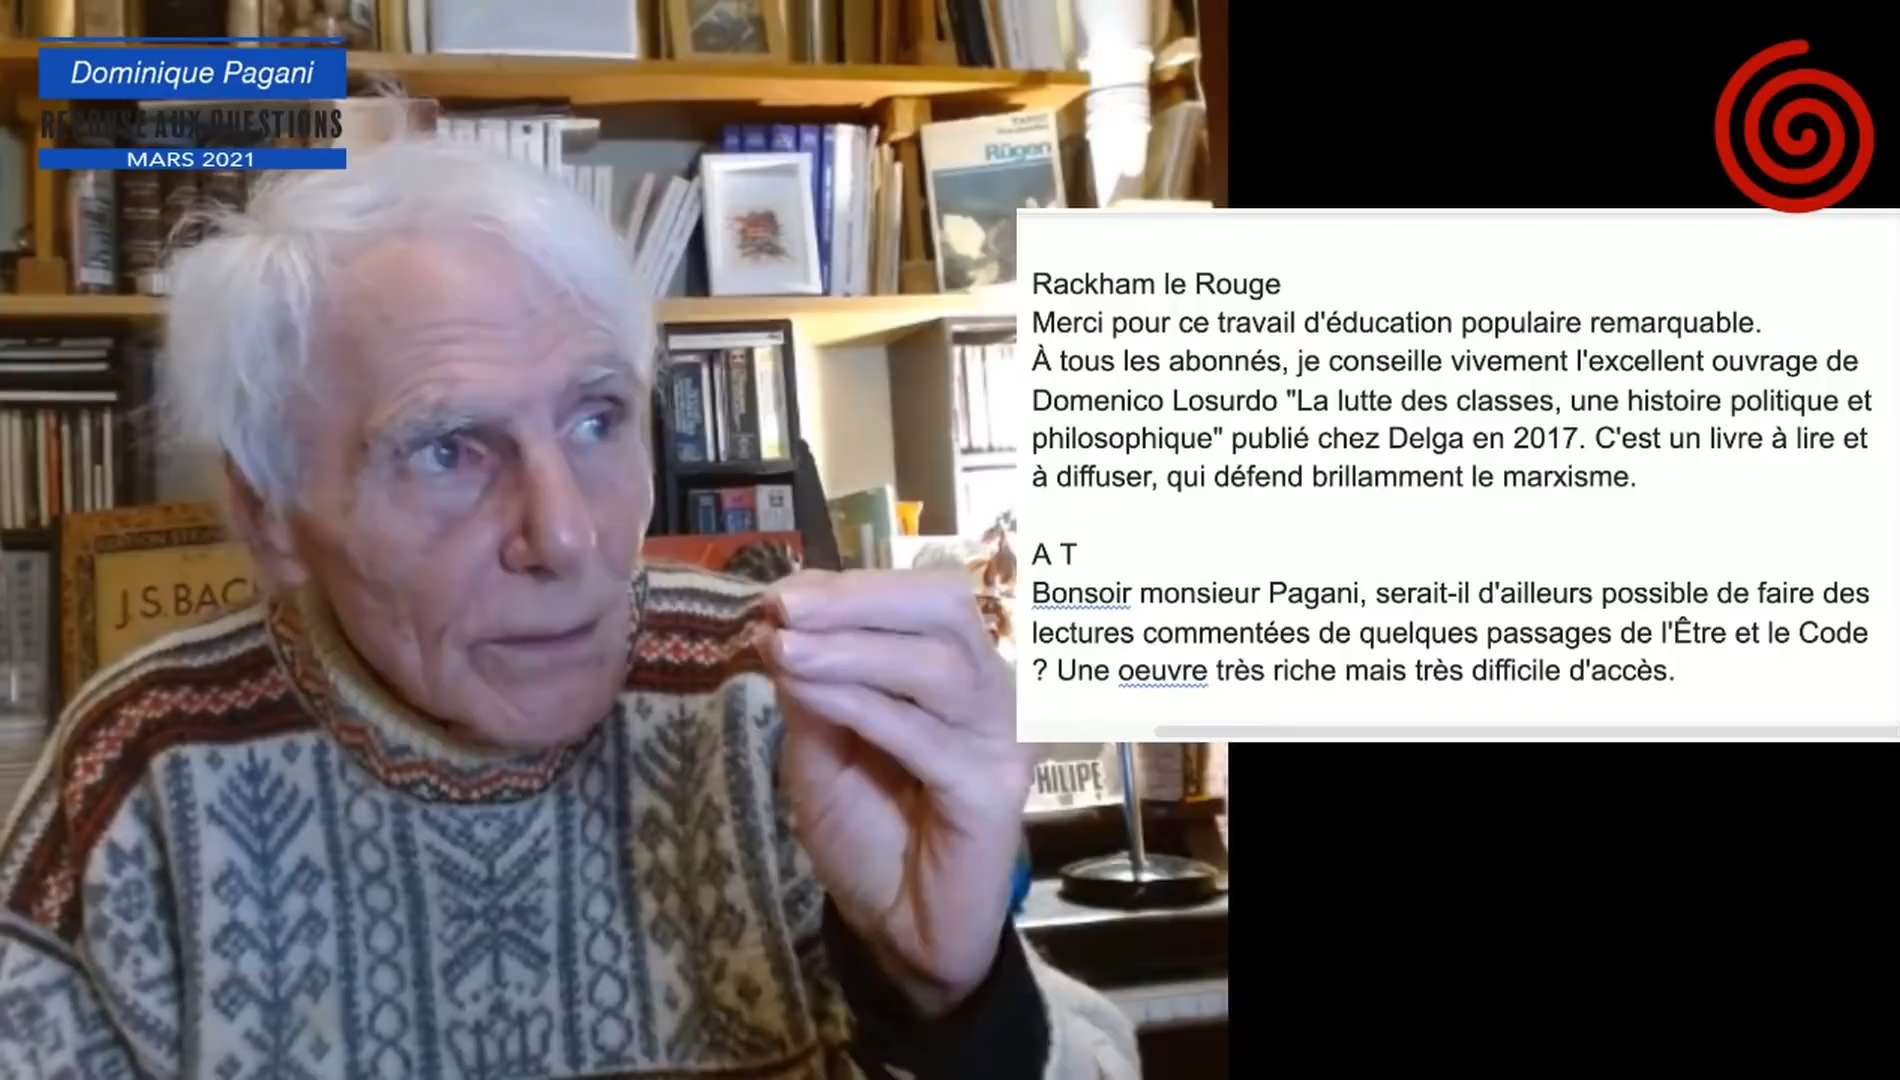 Dominique Pagani
REPONSE AUX QUESTIONS
MARS 2021
Rügen
J.S. BAC
PHILIPE
Rackham le Rouge
Merci pour ce travail d'éducation populaire remarquable.
À tous les abonnés, je conseille vivement l'excellent ouvrage de
Domenico Losurdo "La lutte des classes, une histoire politique et
philosophique" publié chez Delga en 2017. C'est un livre à lire et
à diffuser, qui défend brillamment le marxisme.
A T
Bonsoir monsieur Pagani, serait-il d'ailleurs possible de faire des
lectures commentées de quelques passages de l'Être et le Code
? Une oeuvre très riche mais très difficile d'accès.